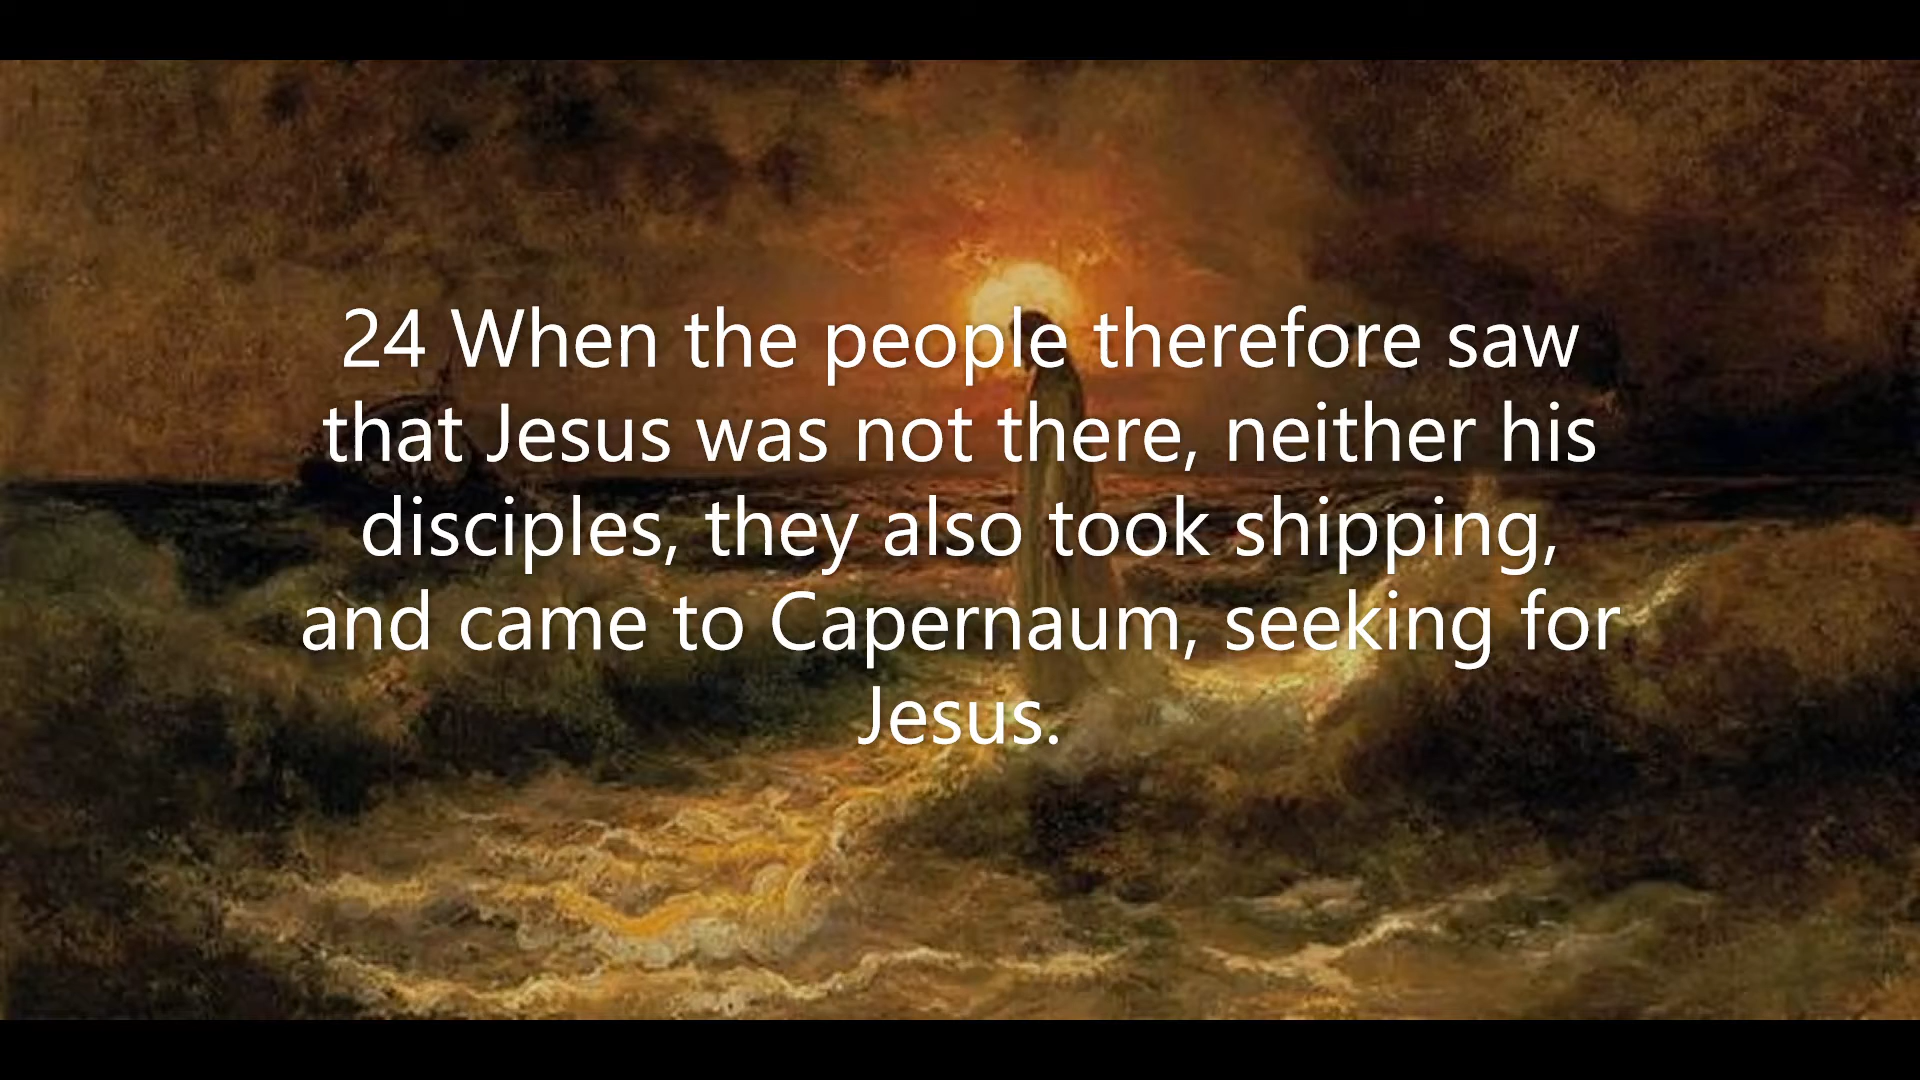 24 When the people therefore saw
that Jesus was not there, neither his
disciples, they also took shipping,
and came to Capernaum, seeking for
Jesus.